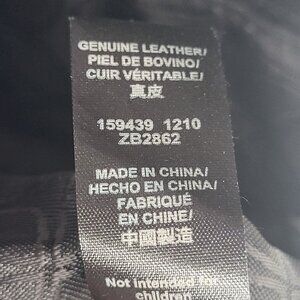 GENUINE LEATHER/
PIEL DE BOVINO/
CUIR VÉRITABLE/
真皮
159439 1210
ZB2862
MADE IN CHINA/
HECHO EN CHINA/
FABRIQUÉ
EN CHINE/
中國製造
Not intended for
children